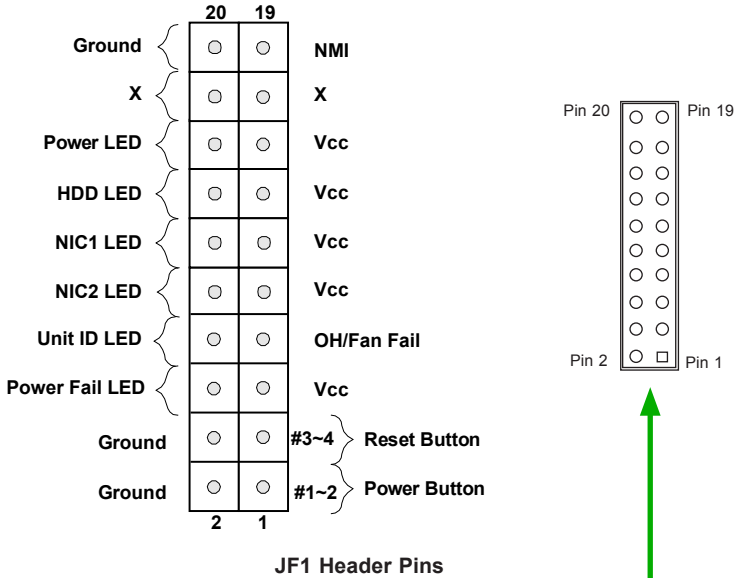 20 19
Ground NMI
X X
Power LED Vcc
HDD LED Vcc
NIC1 LED Vcc
NIC2 LED Vcc
Unit ID LED OH/Fan Fail
Power Fail LED Vcc
Ground #3~4 Reset Button
Ground #1~2 Power Button
2 1
JF1 Header Pins
Pin 20 Pin 19
Pin 2 Pin 1